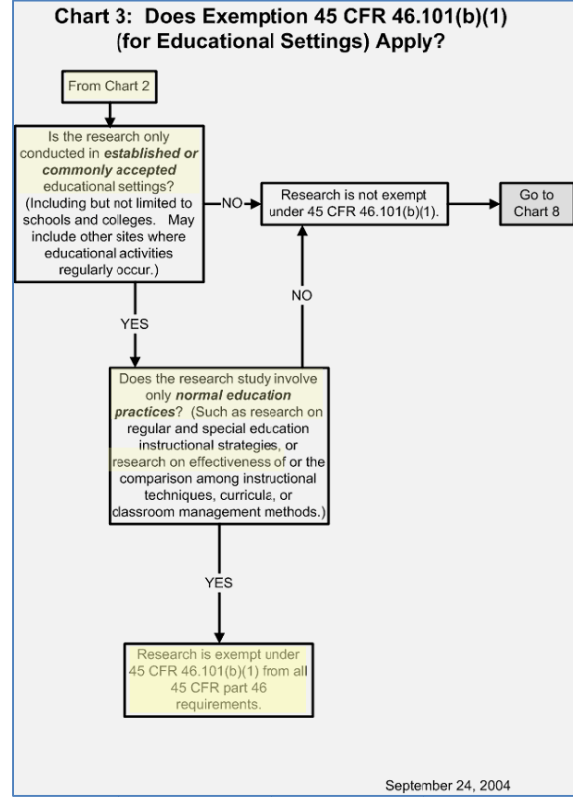 Chart 3: Does Exemption 45 CFR 46.101(b)(1)
(for Educational Settings) Apply?
From Chart 2
Is the research only
conducted in established or
commonly accepted
educational settings?
(Including but not limited to
schools and colleges. May
include other sites where
educational activities
regularly occur.)
NO
Research is not exempt
under 45 CFR 46.101(b)(1).
Go to
Chart 8
YES
NO
Does the research study involve
only normal education
practices? (Such as research on
regular and special education
instructional strategies, or
research on effectiveness of or the
comparison among instructional
techniques, curricula, or
classroom management methods.)
YES
Research is exempt under
45 CFR 46.101(b)(1) from all
45 CFR part 46
requirements.
September 24, 2004